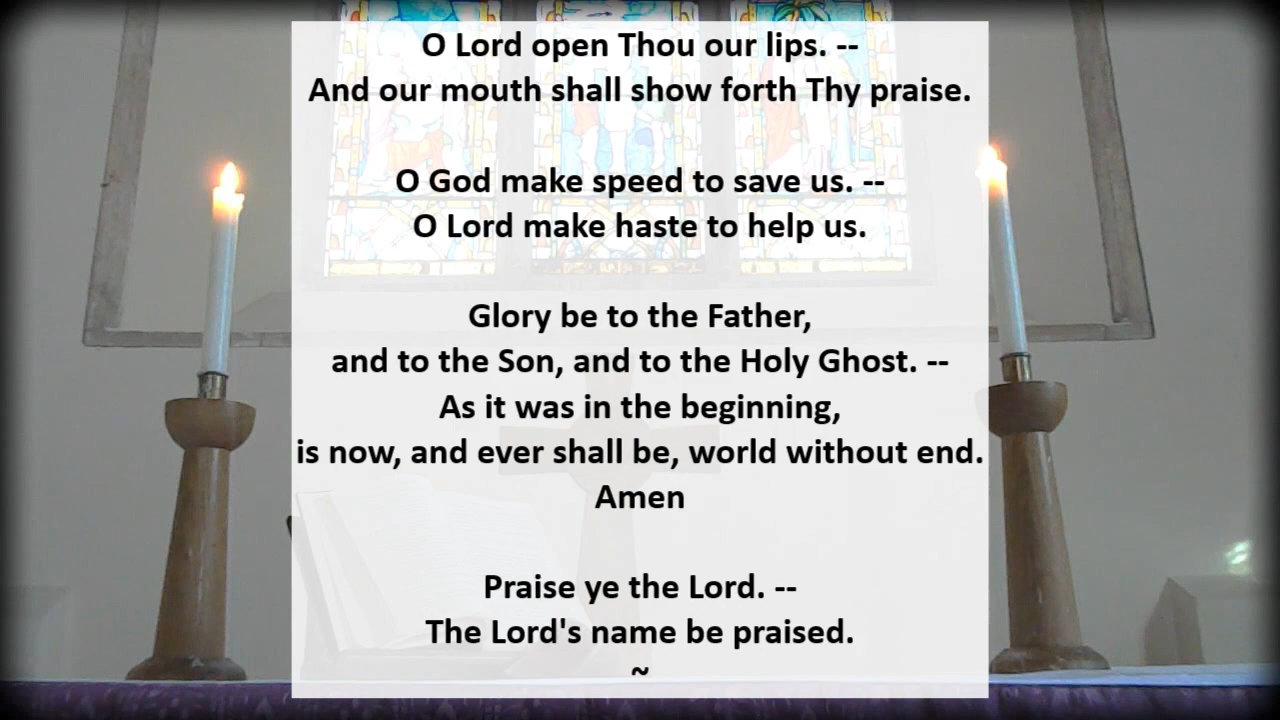 O Lord open Thou our lips. --
And our mouth shall show forth Thy praise.
O God make speed to save us. --
O Lord make haste to help us.
Glory be to the Father,
and to the Son, and to the Holy Ghost. --
As it was in the beginning,
is now, and ever shall be, world without end.
Amen
Praise ye the Lord. --
The Lord's name be praised.
~